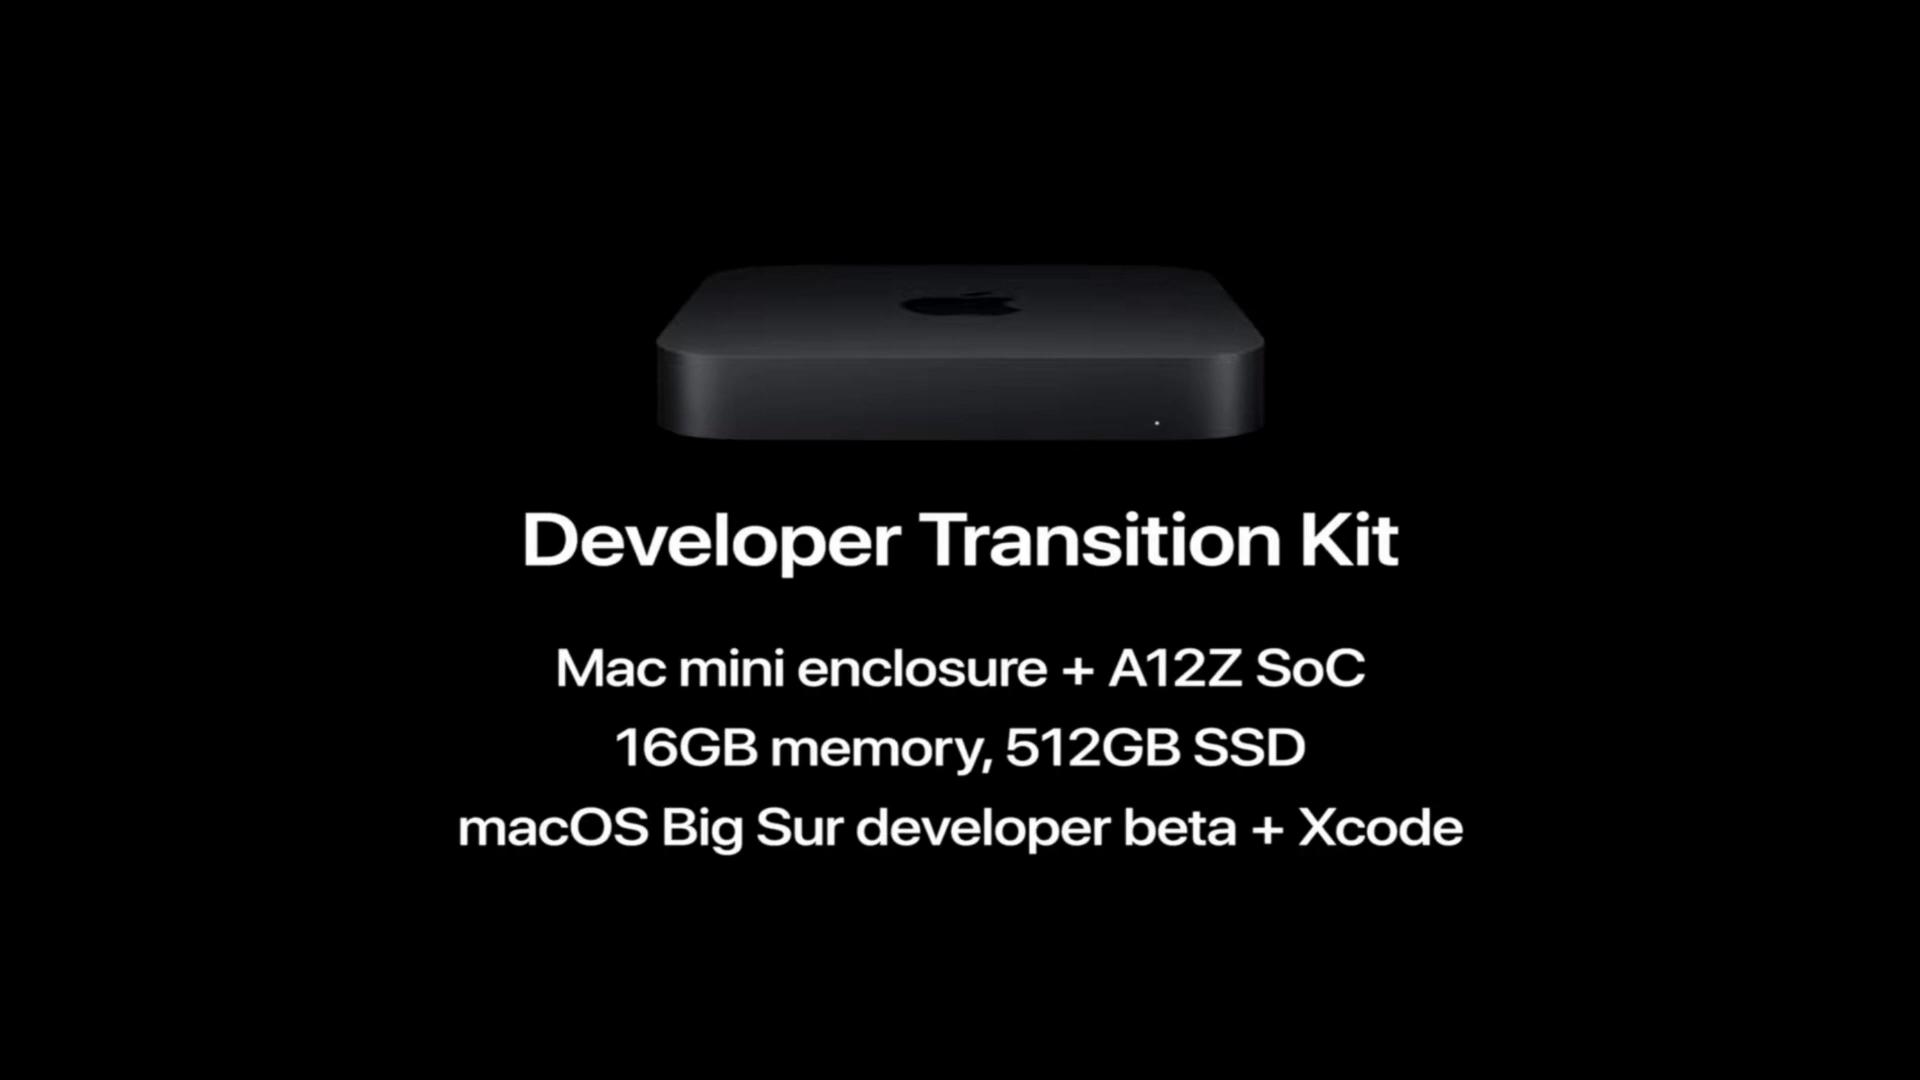 Developer Transition Kit
Mac mini enclosure + A12Z SoC
16GB memory, 512GB SSD
macOS Big Sur developer beta + Xcode